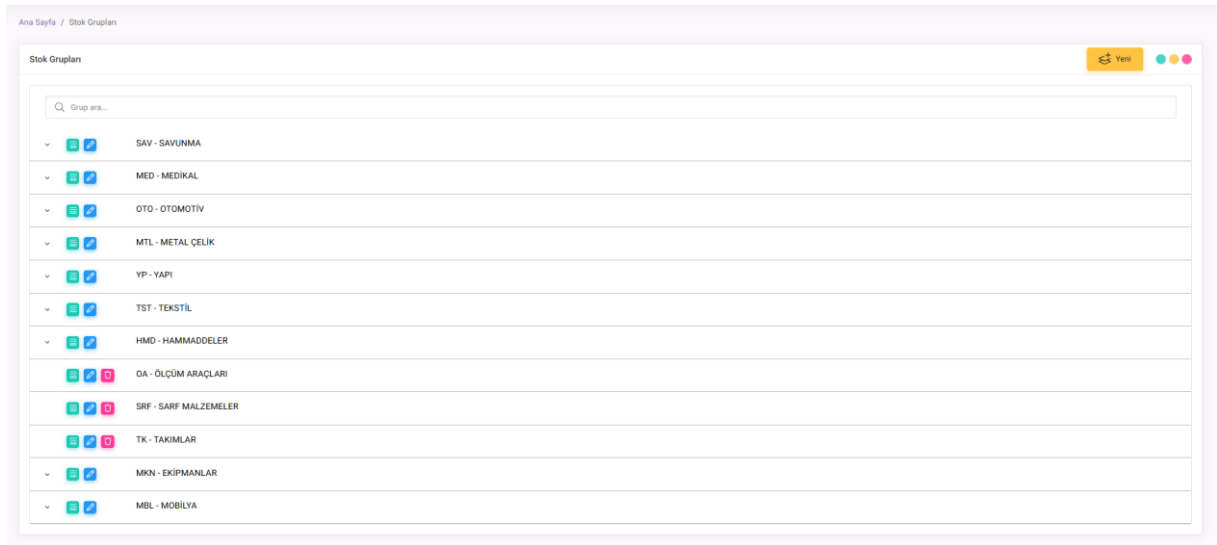 Ana Sayfa / Stok Grupları
Stok Grupları
Yeni
Grup ara...
SAV - SAVUNMA
MED - MEDİKAL
OTO - OTOMOTİV
MTL - METAL ÇELİK
YP - YAPI
TST - TEKSTİL
HMD - HAMMADDELER
OA - ÖLÇÜM ARAÇLARI
SRF - SARF MALZEMELER
TK - TAKIMLAR
MKN - EKİPMANLAR
MBL - MOBİLYA